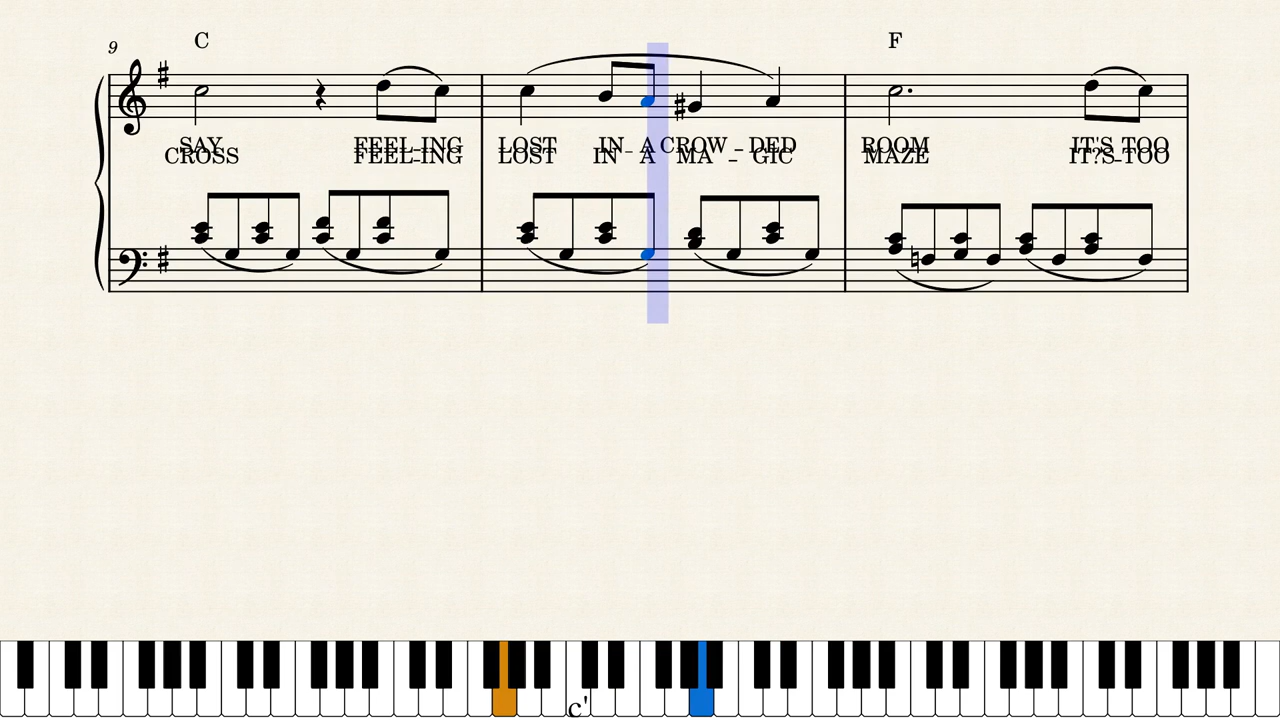 9
C F
SAY FEEL-ING LOST IN - A CROW - DED ROOM IT'S TOO
CROSS FEEL-ING LOST IN - A MA - GIC MAZE IT?S-TOO
c'